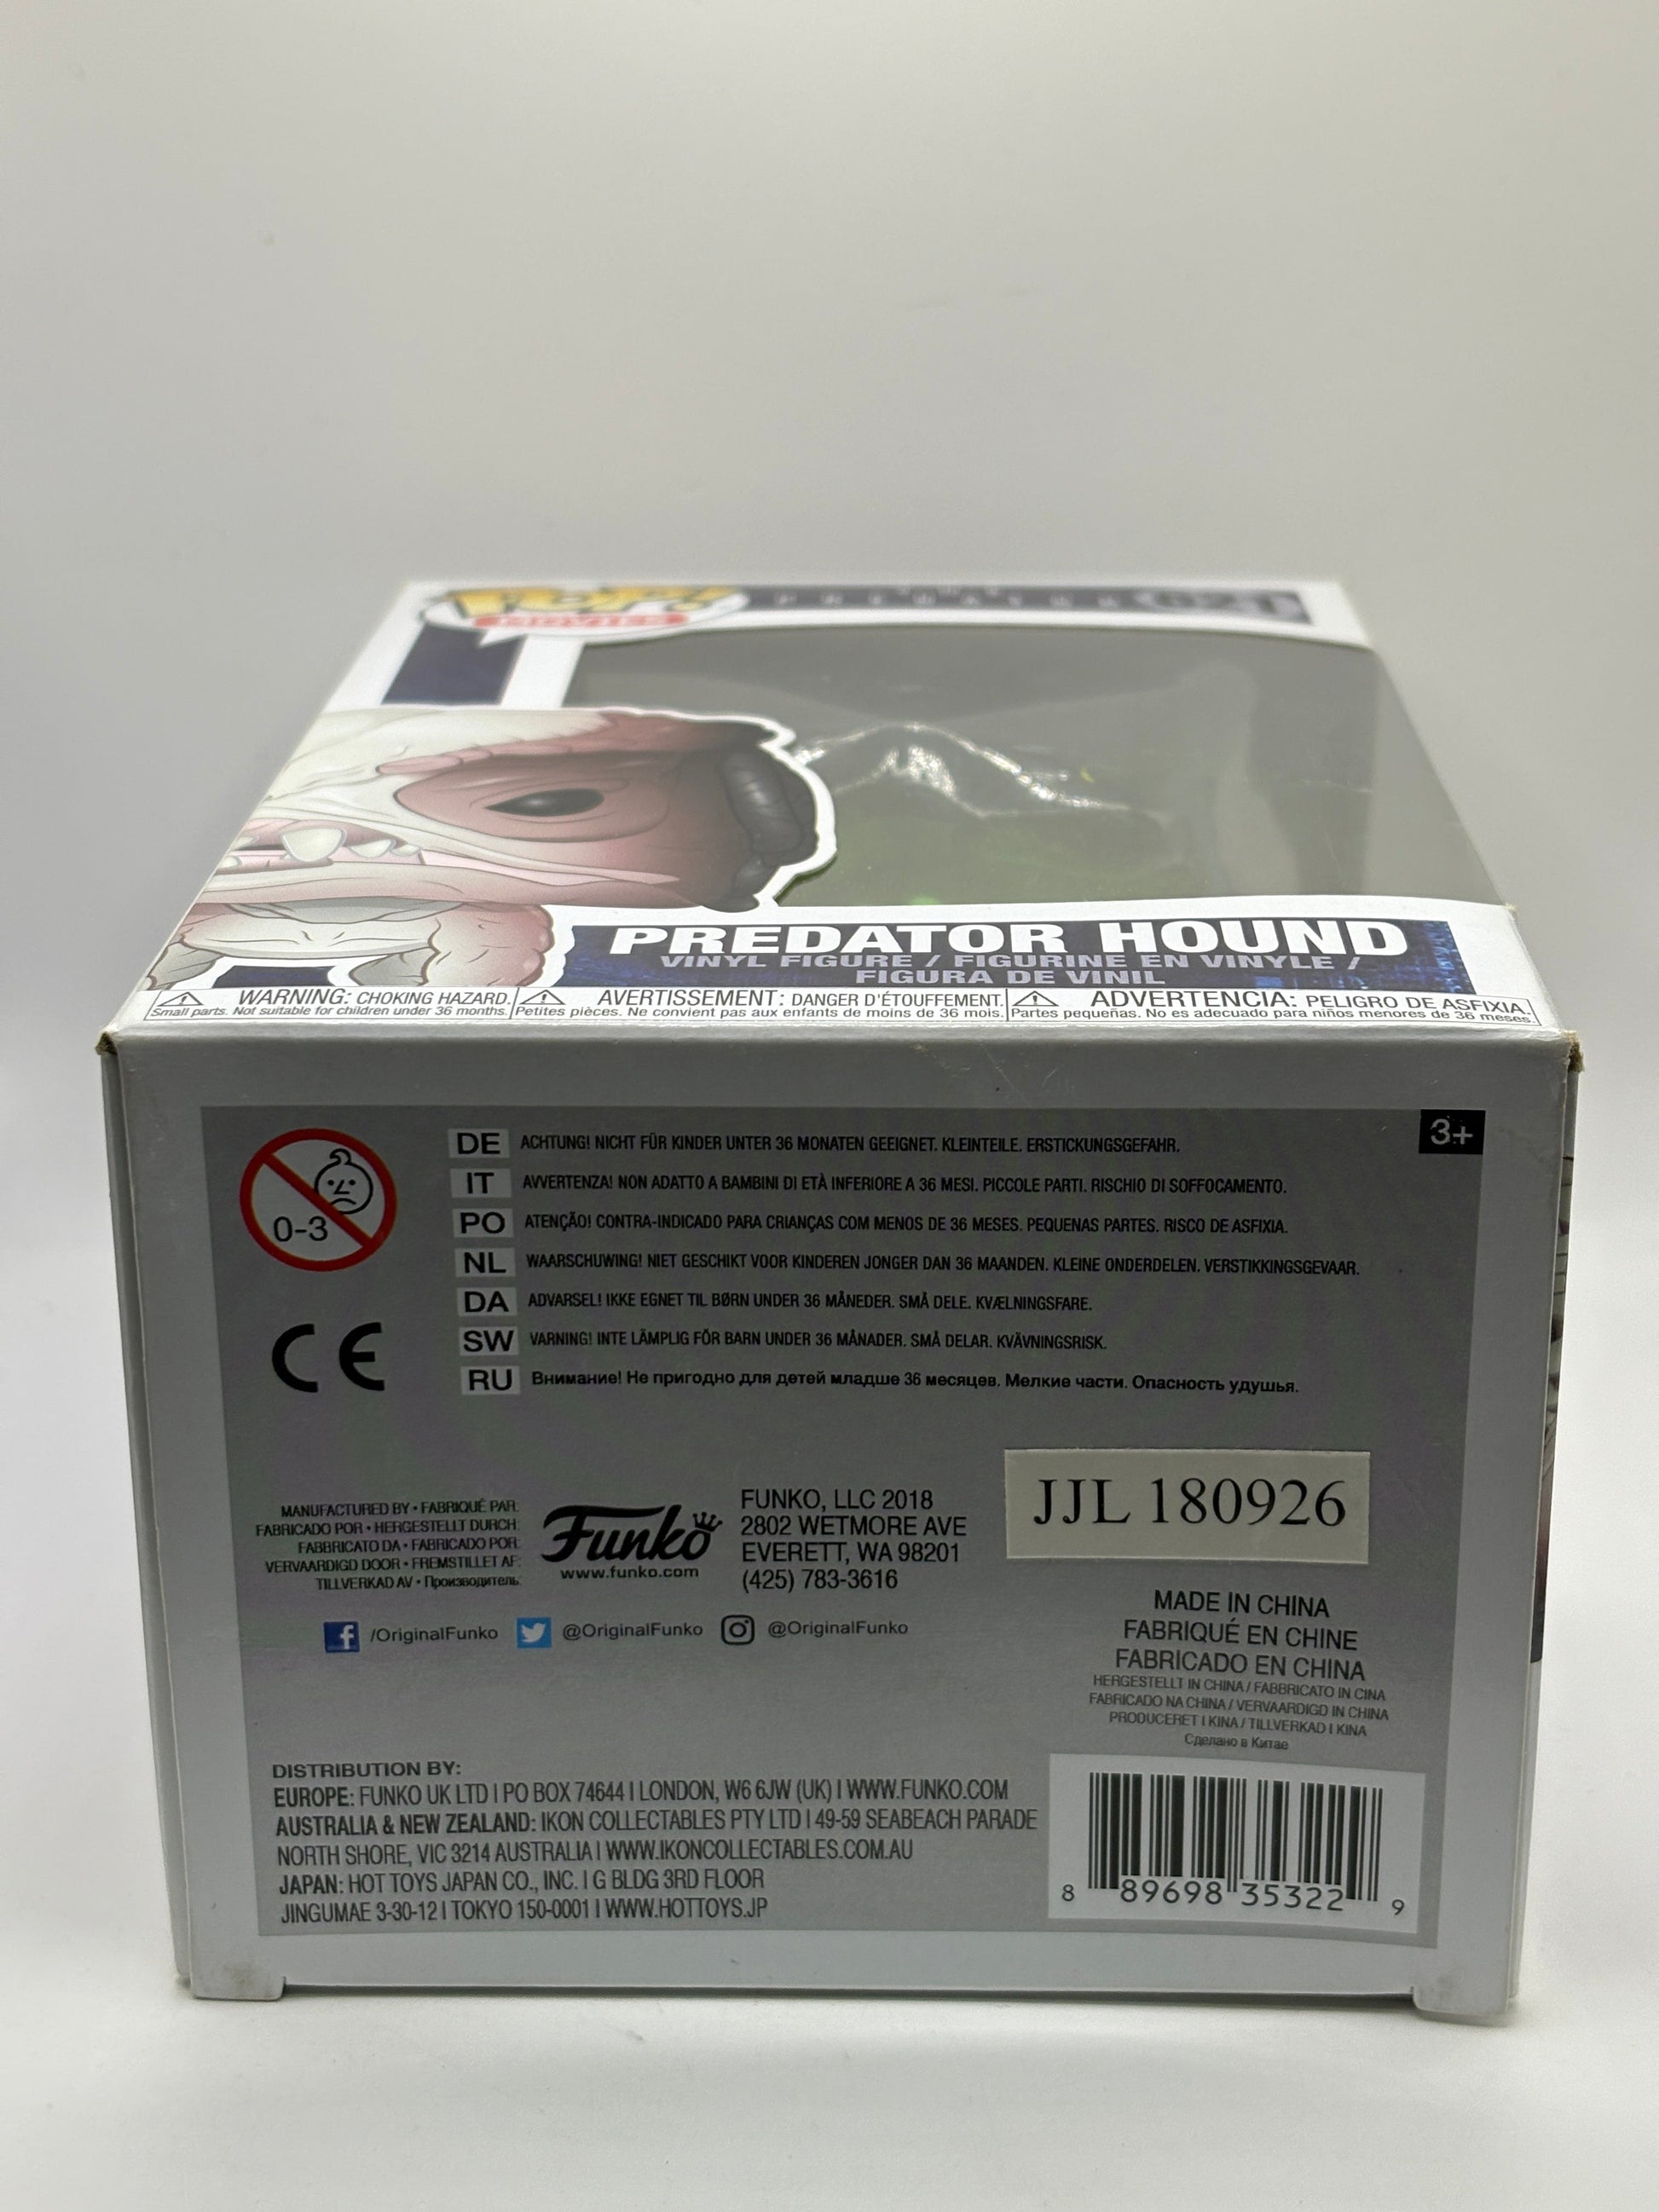 POP!
MOVIES
PREDATOR
621
PREDATOR HOUND
VINYL FIGURE / FIGURINE EN VINYLE /
FIGURA DE VINIL
WARNING: CHOKING HAZARD.
Small parts. Not suitable for children under 36 months.
AVERTISSEMENT: DANGER D'ÉTOUFFEMENT.
Petites pièces. Ne convient pas aux enfants de moins de 36 mois.
ADVERTENCIA: PELIGRO DE ASFIXIA.
Partes pequeñas. No es adecuado para niños menores de 36 meses.
3+
0-3
DE ACHTUNG! NICHT FÜR KINDER UNTER 36 MONATEN GEEIGNET. KLEINTEILE. ERSTICKUNGSGEFAHR.
IT AVVERTENZA! NON ADATTO A BAMBINI DI ETÀ INFERIORE A 36 MESI. PICCOLE PARTI. RISCHIO DI SOFFOCAMENTO.
PO ATENÇÃO! CONTRA-INDICADO PARA CRIANÇAS COM MENOS DE 36 MESES. PEQUENAS PARTES. RISCO DE ASFIXIA.
NL WAARSCHUWING! NIET GESCHIKT VOOR KINDEREN JONGER DAN 36 MAANDEN. KLEINE ONDERDELEN. VERSTIKKINGSGEVAAR.
DA ADVARSEL! IKKE EGNET TIL BØRN UNDER 36 MÅNEDER. SMÅ DELE. KVÆLNINGSFARE.
SW VARNING! INTE LÄMPLIG FÖR BARN UNDER 36 MÅNADER. SMÅ DELAR. KVÄVNINGSRISK.
RU Внимание! Не пригодно для детей младше 36 месяцев. Мелкие части. Опасность удушья.
CE
MANUFACTURED BY • FABRIQUÉ PAR:
FABRICADO POR • HERGESTELLT DURCH:
FABBRICATO DA • FABRICADO POR:
VERVAARDIGD DOOR • FREMSTILLET AF:
TILLVERKAD AV • Производитель:
Funko
www.funko.com
FUNKO, LLC 2018
2802 WETMORE AVE
EVERETT, WA 98201
(425) 783-3616
JJL 180926
/OriginalFunko @OriginalFunko @OriginalFunko
MADE IN CHINA
FABRIQUÉ EN CHINE
FABRICADO EN CHINA
HERGESTELLT IN CHINA / FABBRICATO IN CINA
FABRICADO NA CHINA / VERVAARDIGD IN CHINA
PRODUCERET I KINA / TILLVERKAD I KINA
Сделано в Китае
DISTRIBUTION BY:
EUROPE: FUNKO UK LTD I PO BOX 74644 I LONDON, W6 6JW (UK) I WWW.FUNKO.COM
AUSTRALIA & NEW ZEALAND: IKON COLLECTABLES PTY LTD I 49-59 SEABEACH PARADE
NORTH SHORE, VIC 3214 AUSTRALIA I WWW.IKONCOLLECTABLES.COM.AU
JAPAN: HOT TOYS JAPAN CO., INC. I G BLDG 3RD FLOOR
JINGUMAE 3-30-12 I TOKYO 150-0001 I WWW.HOTTOYS.JP
8 89698 35322 9